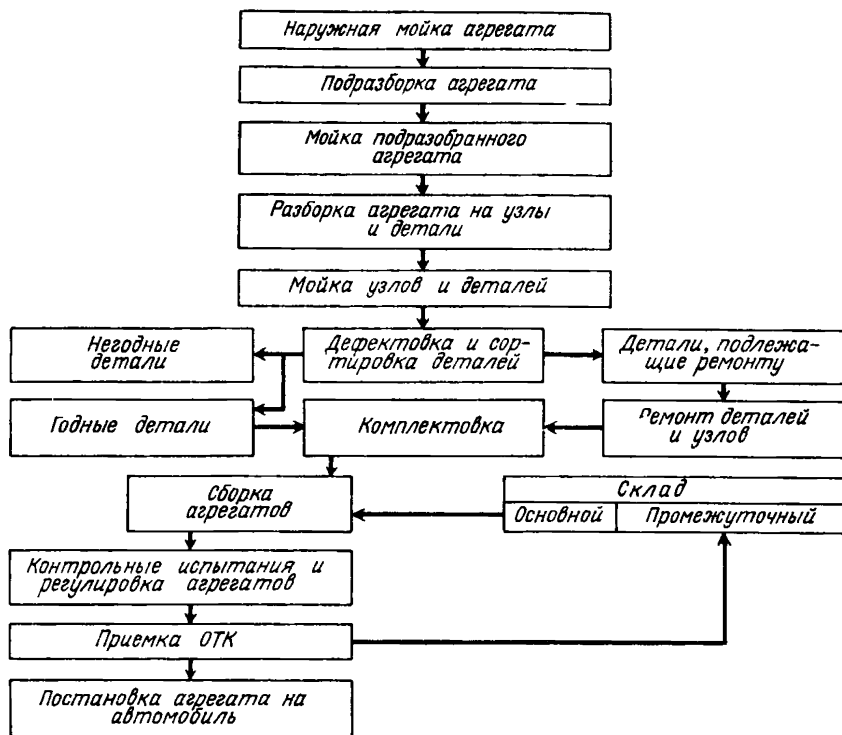 Наружная мойка агрегата
Подразборка агрегата
Мойка подразобранного
агрегата
Разборка агрегата на узлы
и детали
Мойка узлов и деталей
Негодные
детали
Дефектовка и сор-
тировка деталей
Детали, подлежа-
щие ремонту
Годные детали
Комплектовка
Ремонт деталей
и узлов
Сборка
агрегатов
Склад
Основной
Промежуточный
Контрольные испытания и
регулировка агрегатов
Приемка ОТК
Постановка агрегата на
автомобиль